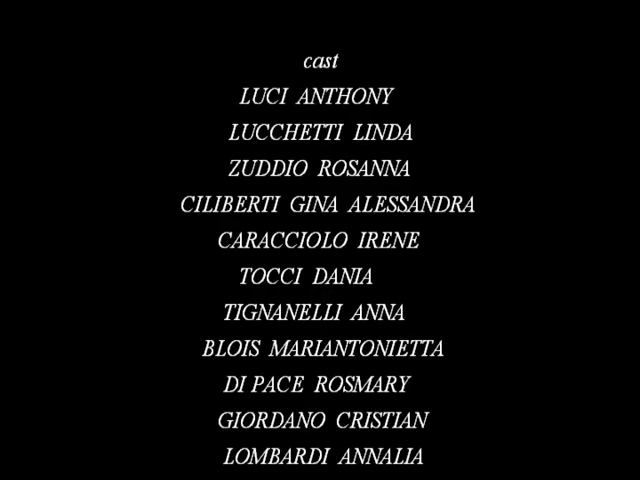 cast
LUCI ANTHONY
LUCCHETTI LINDA
ZUDDIO ROSANNA
CILIBERTI GINA ALESSANDRA
CARACCIOLO IRENE
TOCCI DANIA
TIGNANELLI ANNA
BLOIS MARIANTONIETTA
DI PACE ROSMARY
GIORDANO CRISTIAN
LOMBARDI ANNALIA